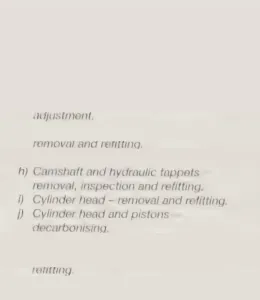 adjustment.
removal and refitting.
h) Camshaft and hydraulic tappets –
removal, inspection and refitting.
i) Cylinder head – removal and refitting.
j) Cylinder head and pistons –
decarbonising.
refitting.